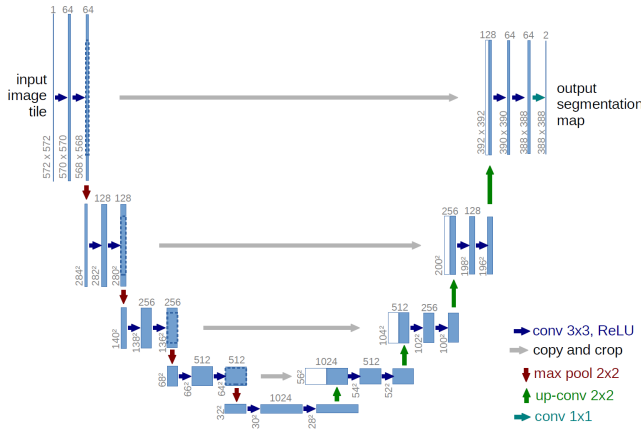 1 64 64
128 64 64 2
input
image
tile
output
segmentation
map
572 x 572
570 x 570
568 x 568
392 x 392
390 x 390
388 x 388
388 x 388
128 128
256 128
284²
282²
280²
200²
198²
196²
256 256
512 256
140²
138²
136²
104²
102²
100²
512 512
1024 512
68²
66²
64²
56²
54²
52²
1024
32²
30²
28²
conv 3x3, ReLU
copy and crop
max pool 2x2
up-conv 2x2
conv 1x1